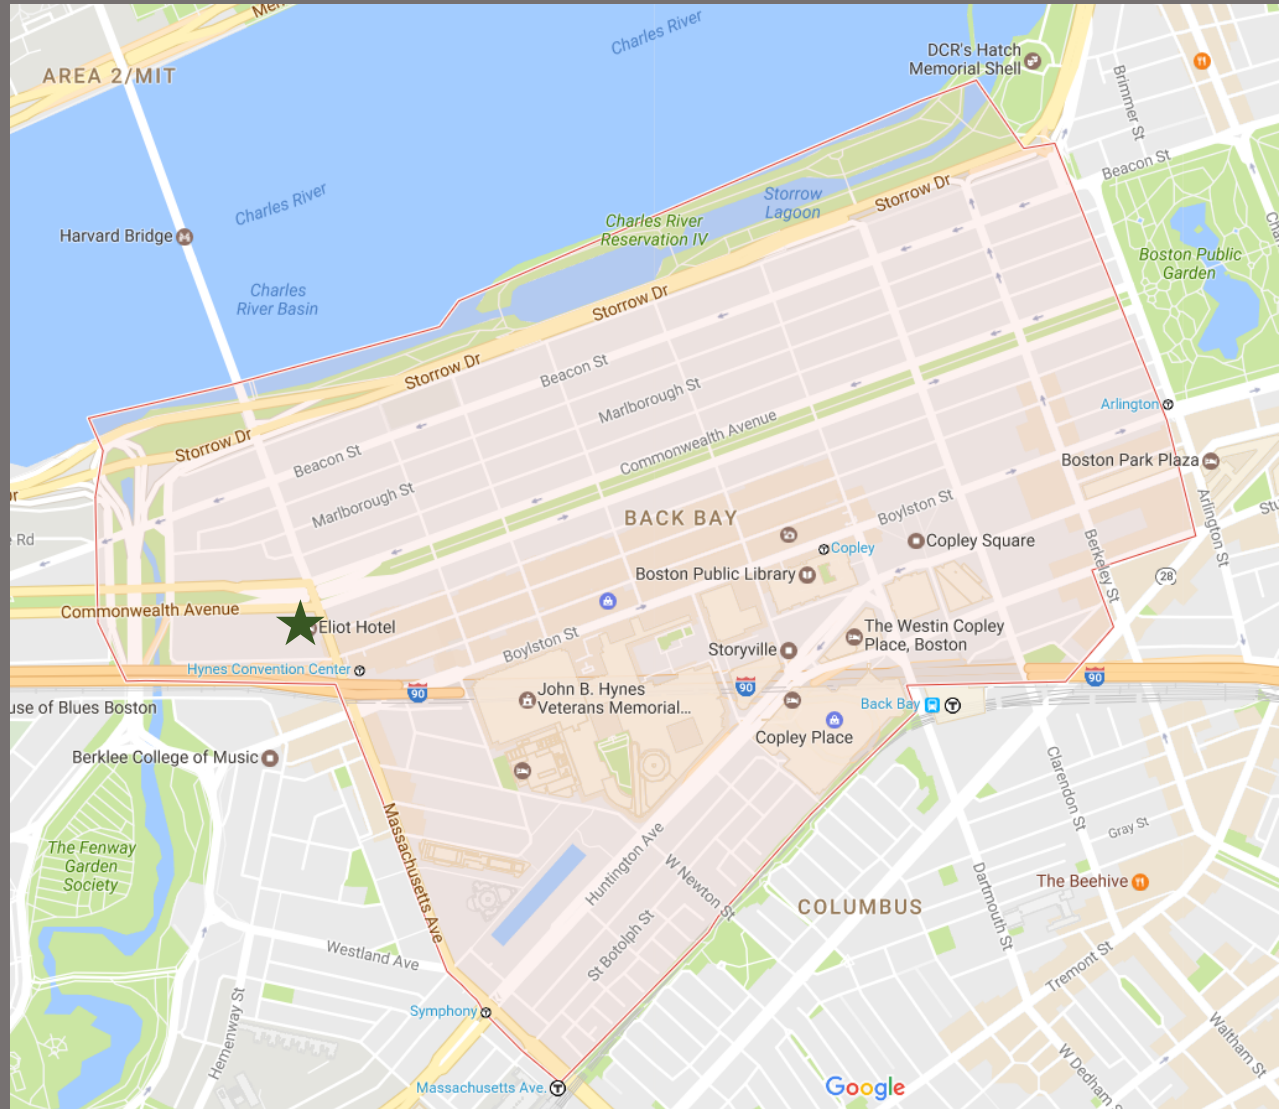 Charles River
DCR's Hatch
Memorial Shell
AREA 2/MIT
Brimmer St
Beacon St
Charles River
Storrow
Lagoon
Storrow Dr
Charles River
Reservation IV
Harvard Bridge
Boston Public
Garden
Charles
River Basin
Storrow Dr
Storrow Dr
Beacon St
Marlborough St
Arlington
Commonwealth Avenue
Storrow Dr
Beacon St
Boston Park Plaza
Marlborough St
BACK BAY
Boylston St
Arlington St
Rd
Copley
Copley Square
Berkeley St
28
Boston Public Library
Commonwealth Avenue
Eliot Hotel
Boylston St
The Westin Copley
Place, Boston
Storyville
Hynes Convention Center
90
90
90
John B. Hynes
Veterans Memorial...
use of Blues Boston
Back Bay
Copley Place
Berklee College of Music
Clarendon St
Massachusetts Ave
Gray St
The Fenway
Garden
Society
Huntington Ave
W Newton St
The Beehive
COLUMBUS
Dartmouth St
St Botolph St
Westland Ave
Tremont St
Symphony
Hemenway St
Waltham St
W Dedham St
Massachusetts Ave.
Google